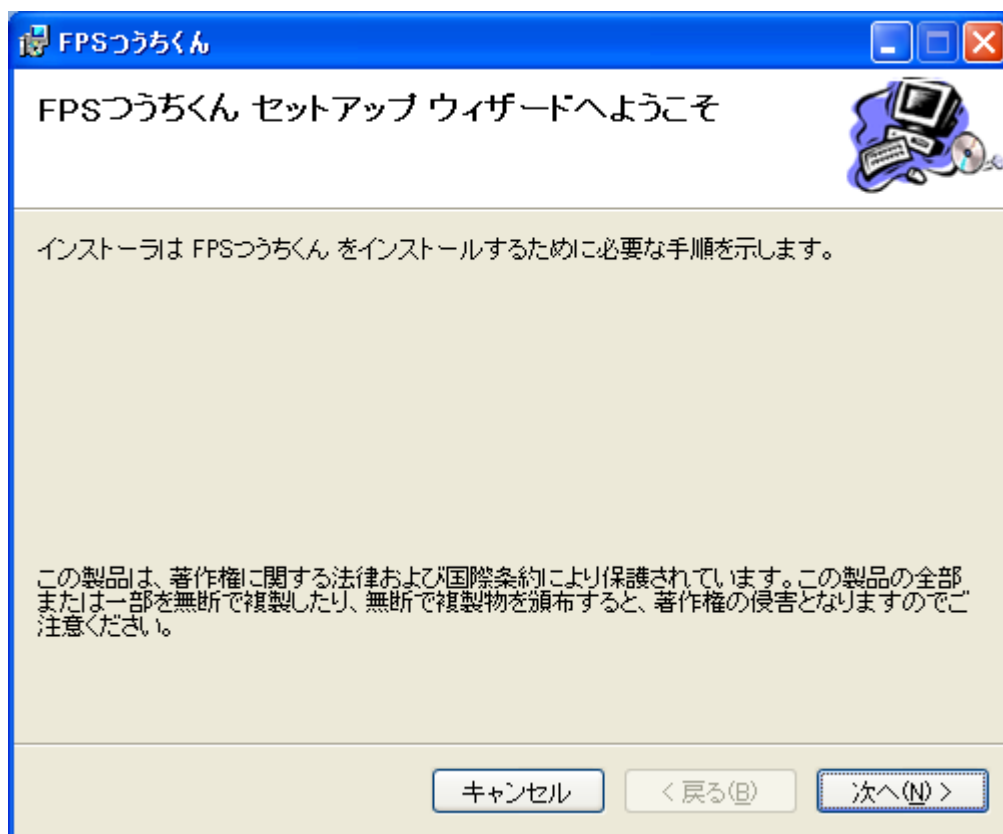 FPSつうちくん
FPSつうちくん セットアップ ウィザードへようこそ
インストーラは FPSつうちくん をインストールするために必要な手順を示します。
この製品は、著作権に関する法律および国際条約により保護されています。この製品の全部
または一部を無断で複製したり、無断で複製物を頒布すると、著作権の侵害となりますのでご
注意ください。
キャンセル
< 戻る(B)
次へ(N) >